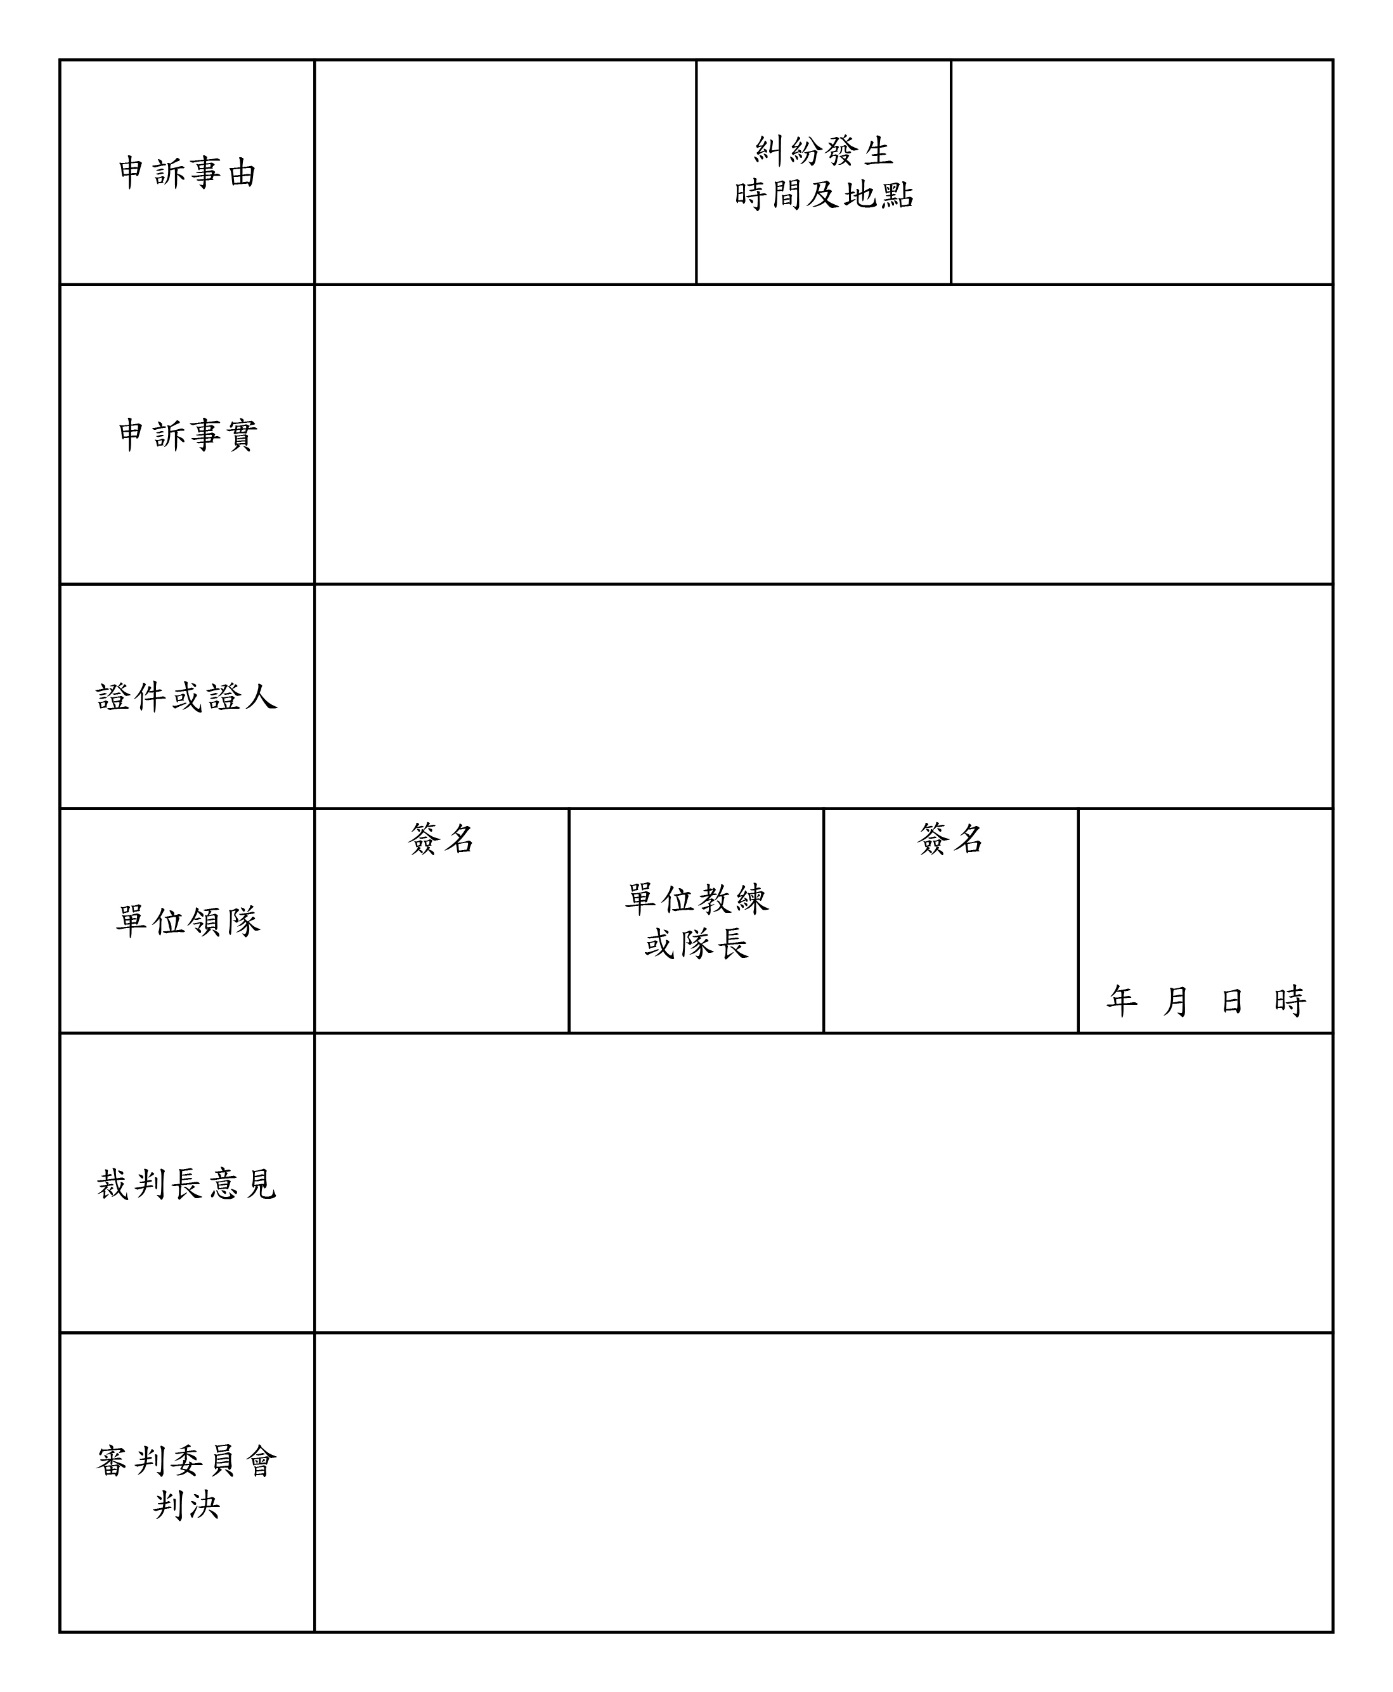 申訴事由
糾紛發生
時間及地點
申訴事實
證件或證人
單位領隊
簽名
單位教練
或隊長
簽名
年 月 日 時
裁判長意見
審判委員會
判決